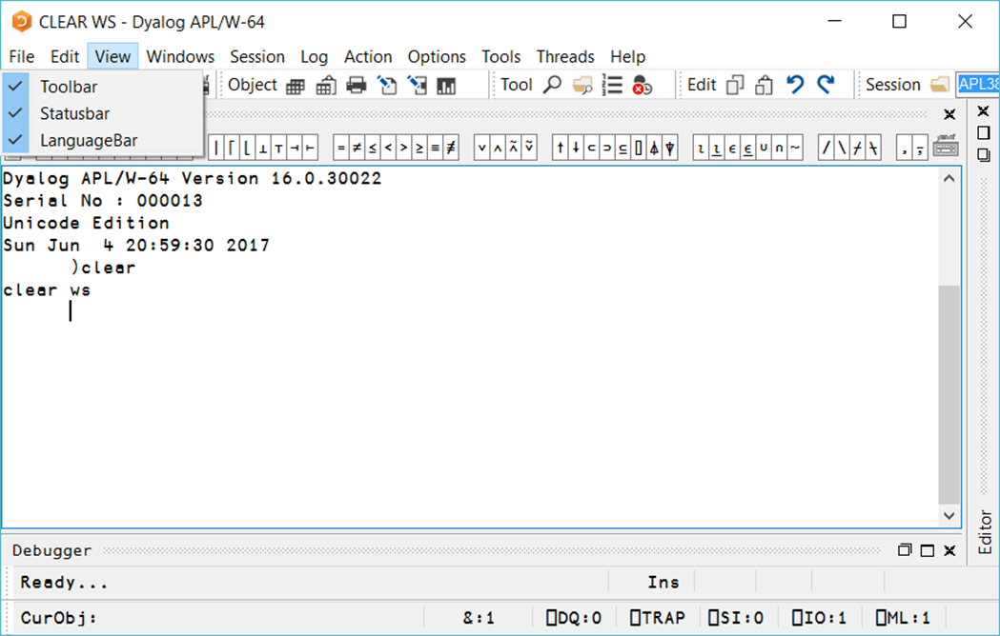 CLEAR WS - Dyalog APL/W-64
File Edit View Windows Session Log Action Options Tools Threads Help
Object Tool Edit Session APL38
Toolbar
Statusbar
LanguageBar
| ⌈ ⌊ ⊥ ⊤ ⊣ ⊢ = ≠ ≤ < > ≥ ≡ ≢ ∨ ∧ ⍲ ⍱ ↑ ↓ ⊂ ⊃ ⊆ ⌷ ⍋ ⍒ ⍳ ⍸ ∊ ⍷ ∪ ∩ ~ / \ ⌿ ⍀ , ⍪
Dyalog APL/W-64 Version 16.0.30022
Serial No : 000013
Unicode Edition
Sun Jun  4 20:59:30 2017
      )clear
clear ws
Editor
Debugger
Ready... Ins
CurObj: &:1 ⎕DQ:0 ⎕TRAP ⎕SI:0 ⎕IO:1 ⎕ML:1